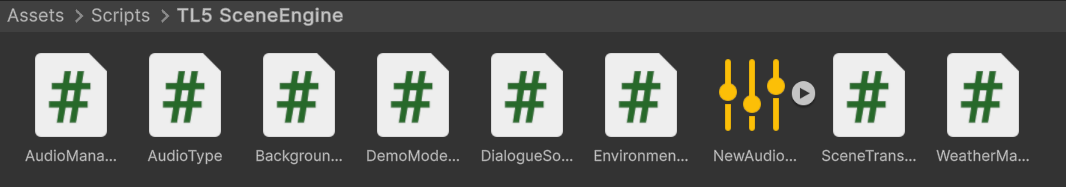 Assets > Scripts > TL5 SceneEngine
AudioMana... AudioType Backgroun... DemoMode... DialogueSo... Environmen... NewAudio... SceneTrans... WeatherMa...